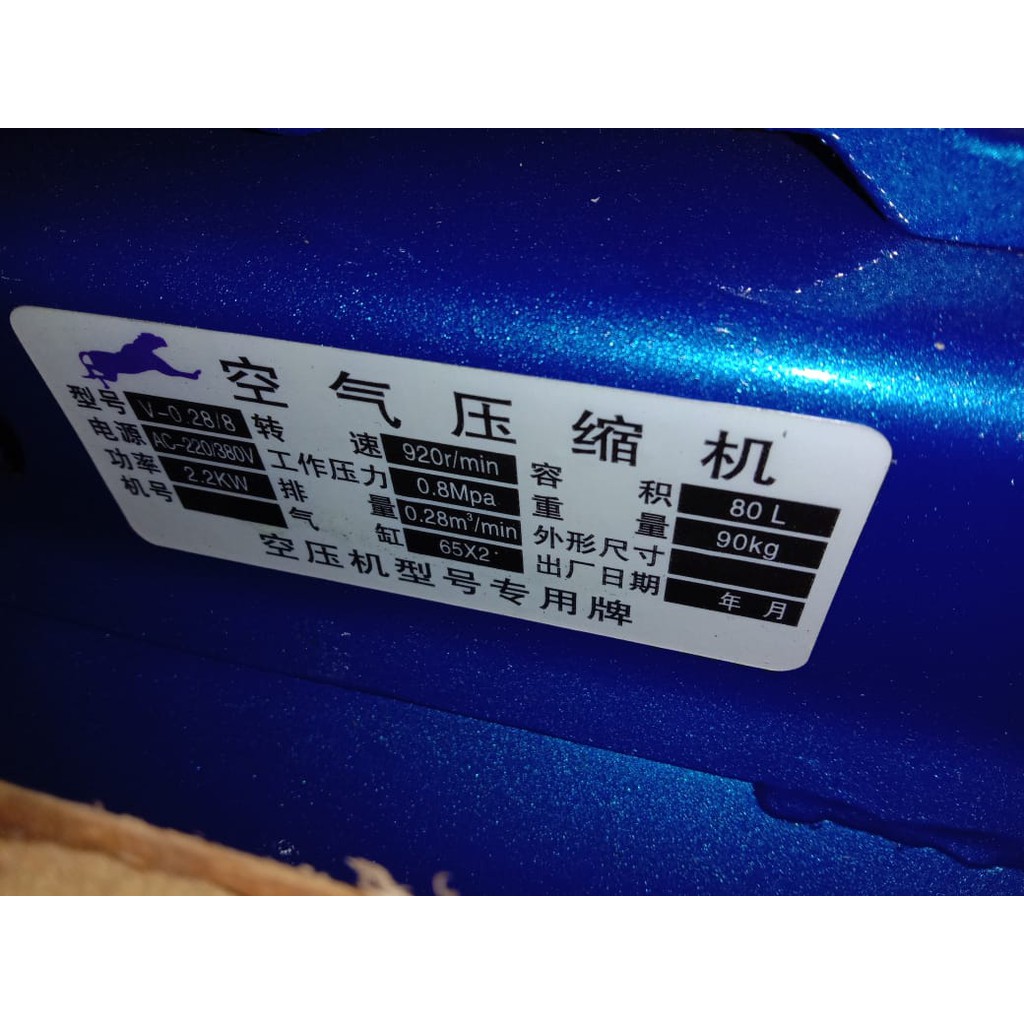 空气压缩机
型号 V-0.28/8 转速 920r/min 容积 80 L
电源 AC-220/380V 工作压力 0.8Mpa 重量 90kg
功率 2.2KW 排量 0.28m³/min 外形尺寸
机号 气缸 65X2 出厂日期 年 月
空压机型号专用牌